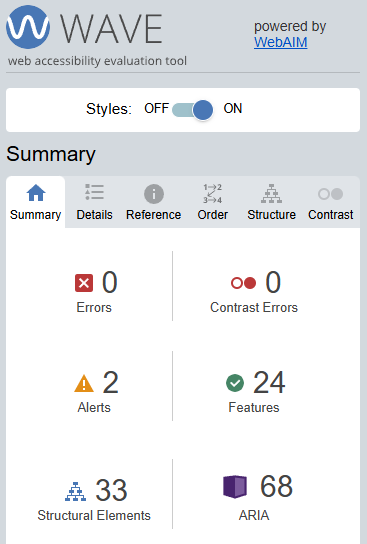 WAVE
web accessibility evaluation tool
powered by
WebAIM
Styles: OFF ON
Summary
Summary Details Reference Order Structure Contrast
1→2
3→4
0
Errors
0
Contrast Errors
2
Alerts
24
Features
33
Structural Elements
68
ARIA